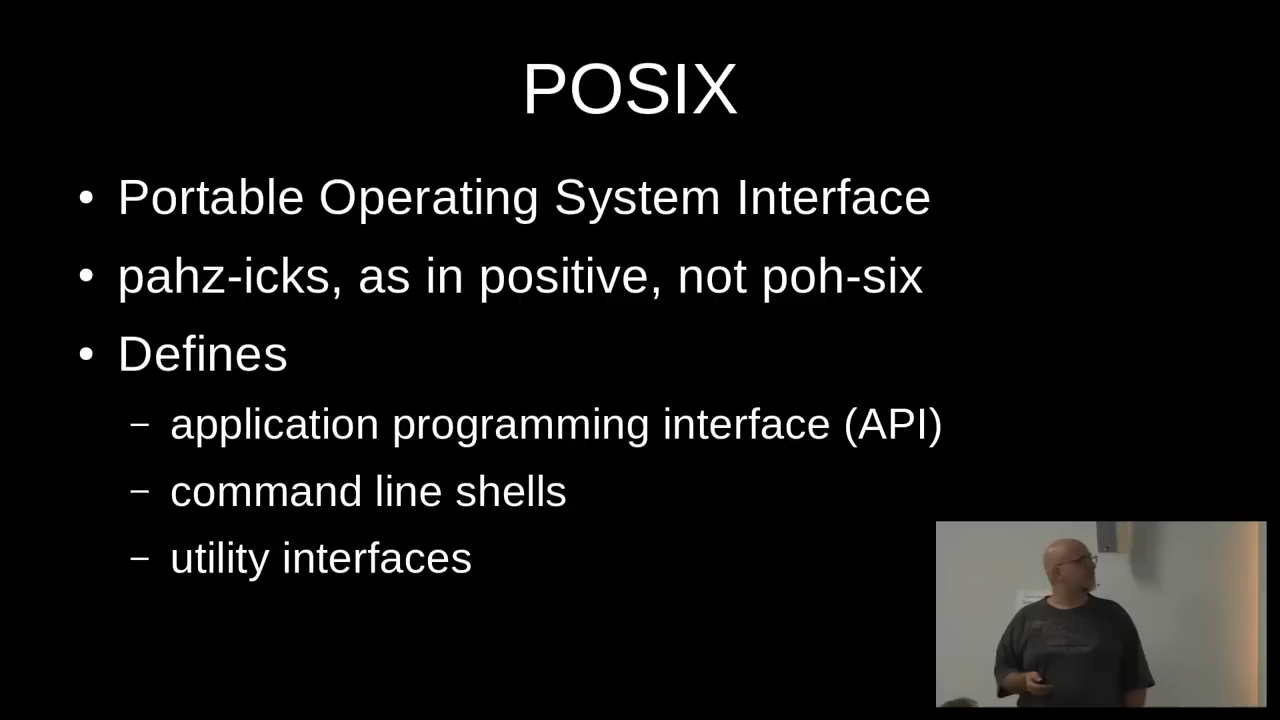 POSIX
• Portable Operating System Interface
• pahz-icks, as in positive, not poh-six
• Defines
– application programming interface (API)
– command line shells
– utility interfaces